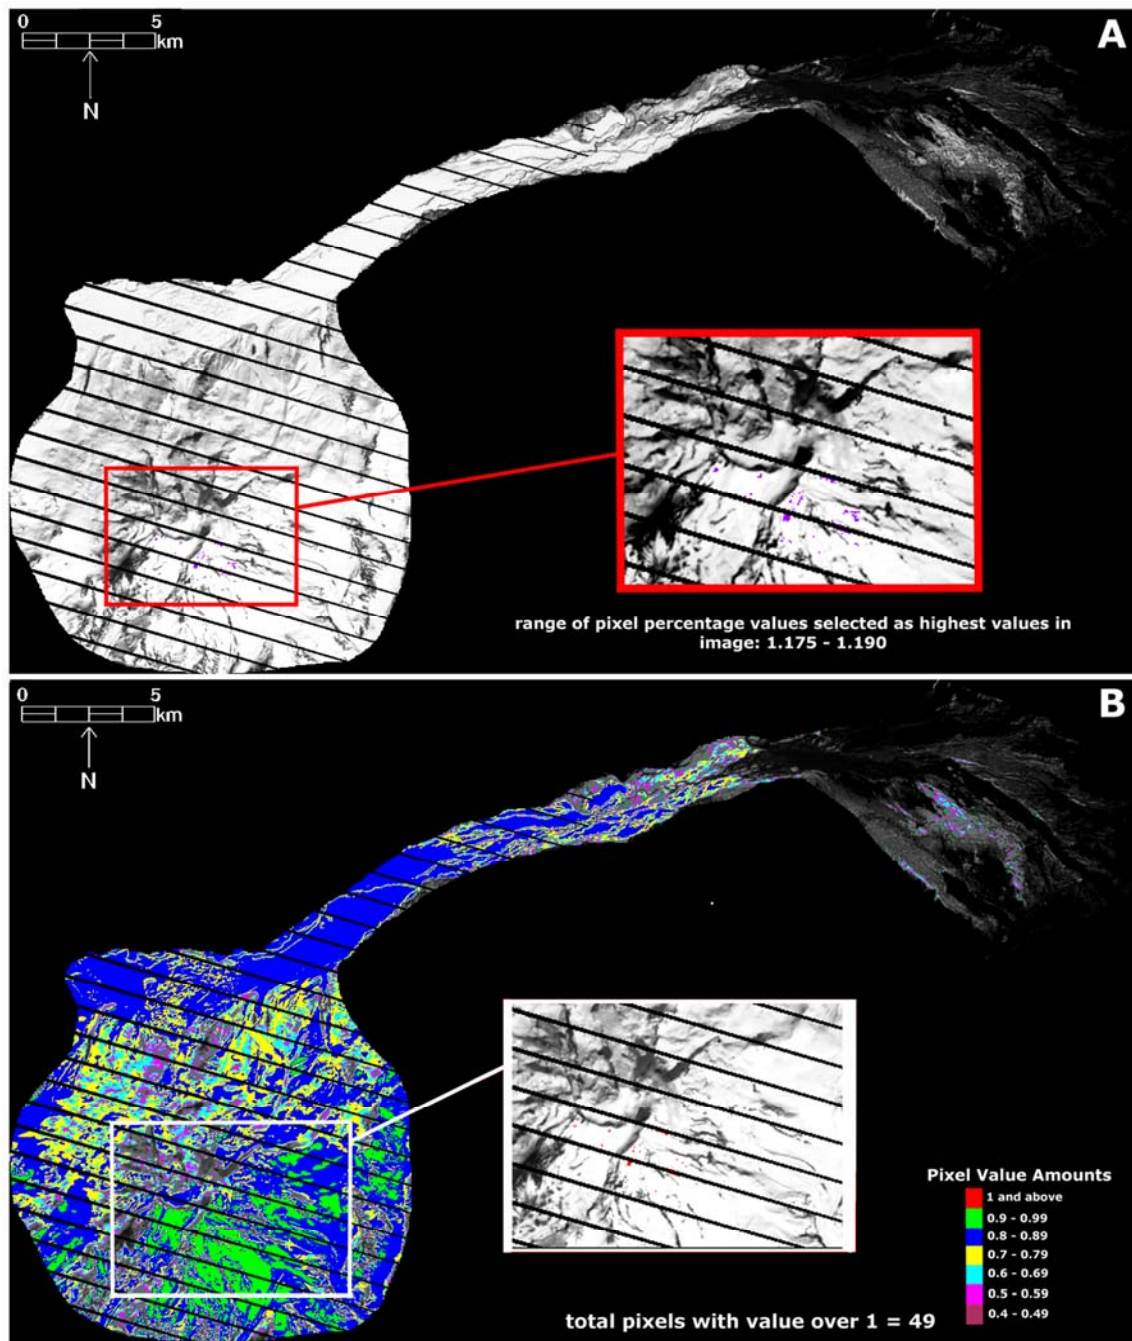 0 5
km
N
A
range of pixel percentage values selected as highest values in
image: 1.175 - 1.190
0 5
km
N
B
Pixel Value Amounts
1 and above
0.9 - 0.99
0.8 - 0.89
0.7 - 0.79
0.6 - 0.69
0.5 - 0.59
0.4 - 0.49
total pixels with value over 1 = 49